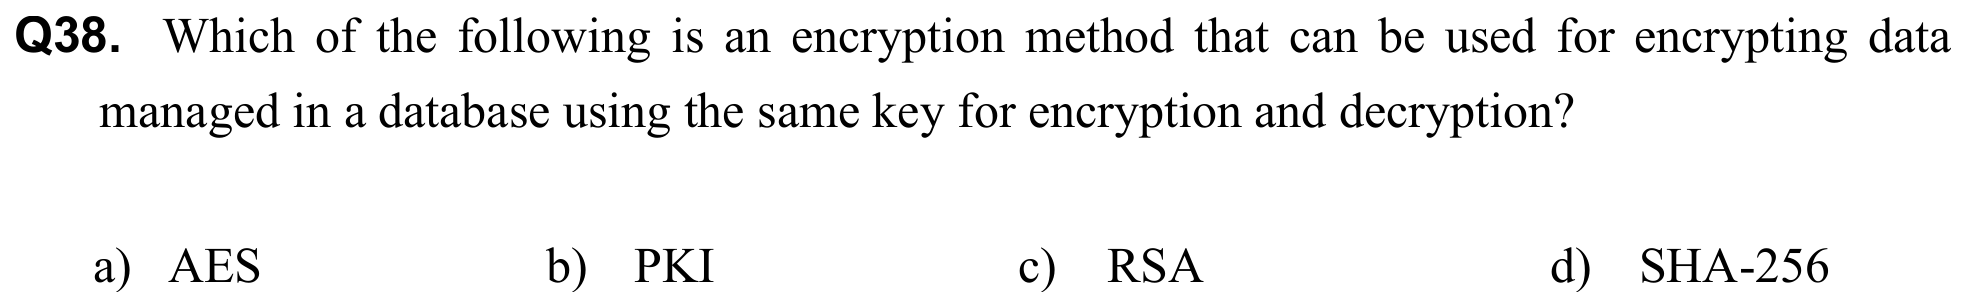 Q38. Which of the following is an encryption method that can be used for encrypting data
managed in a database using the same key for encryption and decryption?
a) AES b) PKI c) RSA d) SHA-256